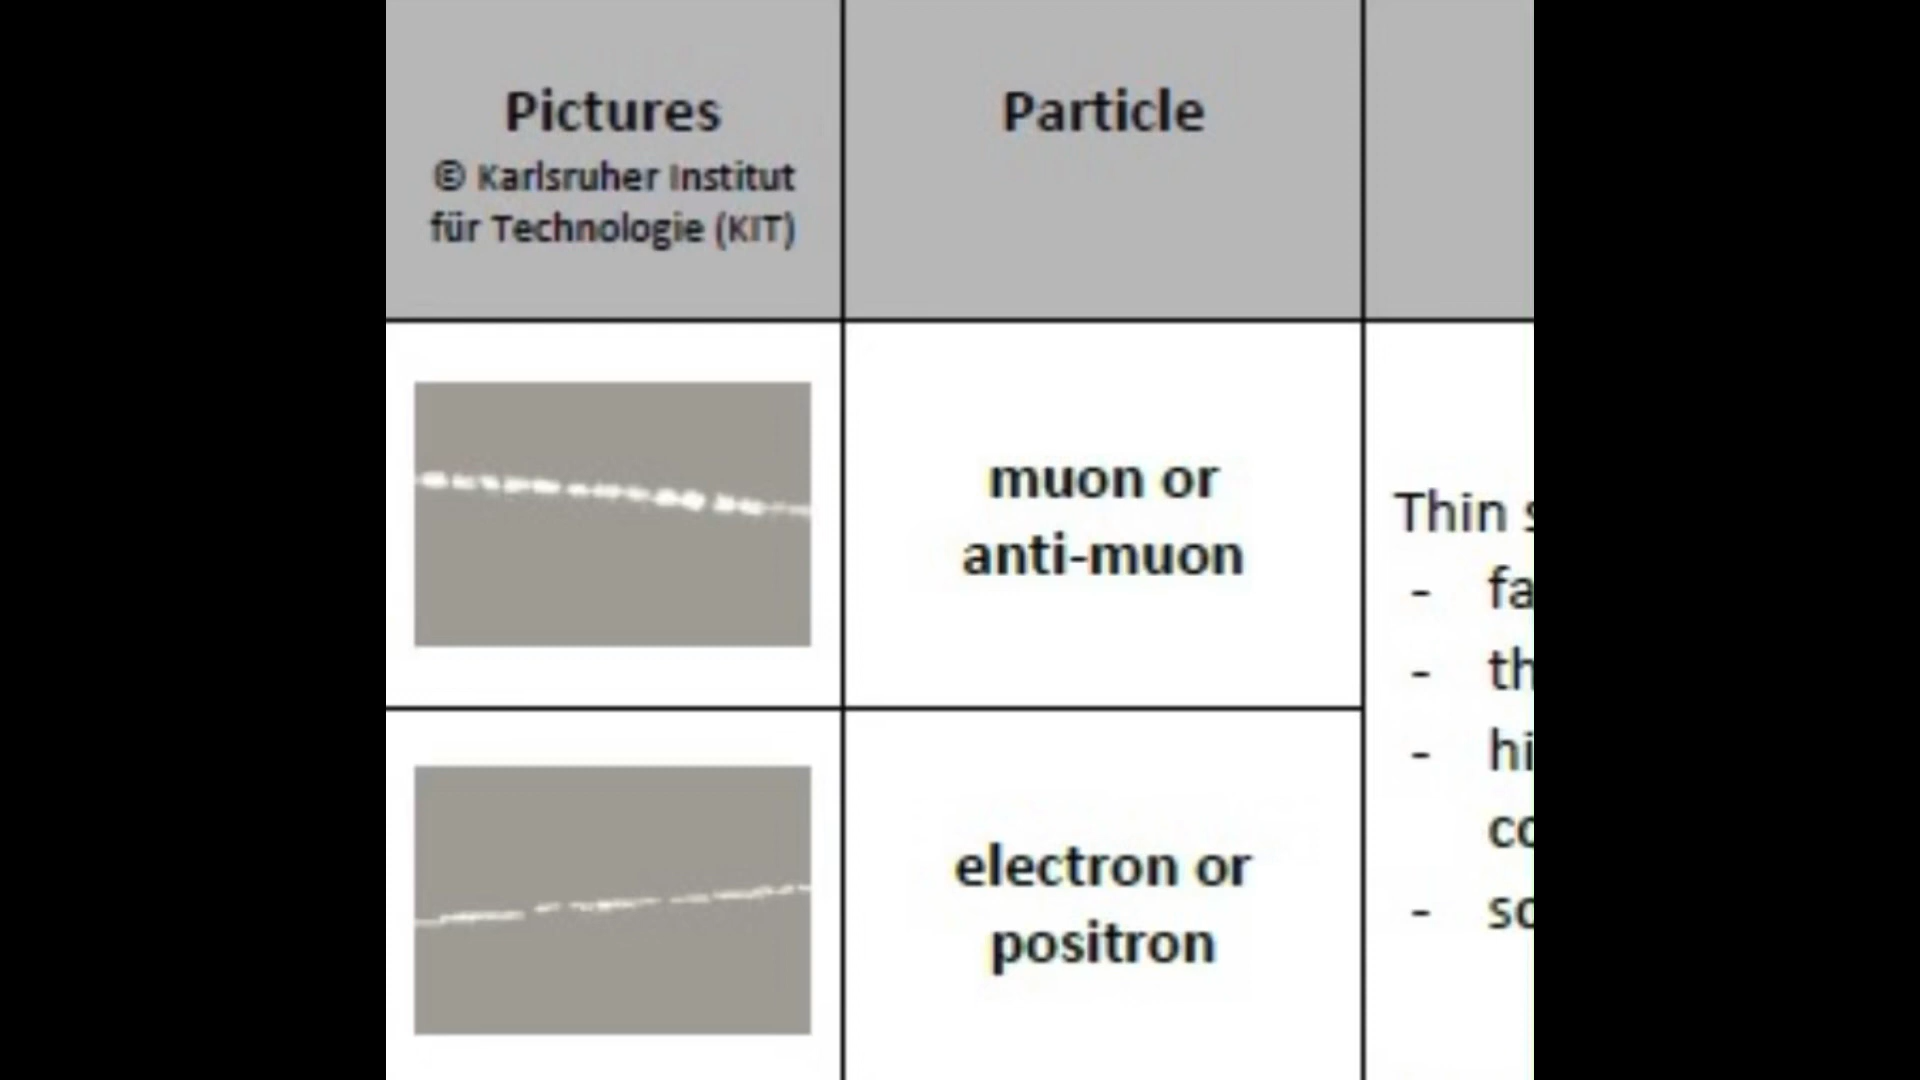 Pictures
© Karlsruher Institut
für Technologie (KIT)
Particle
muon or
anti-muon
electron or
positron
Thin
-
-
-
-